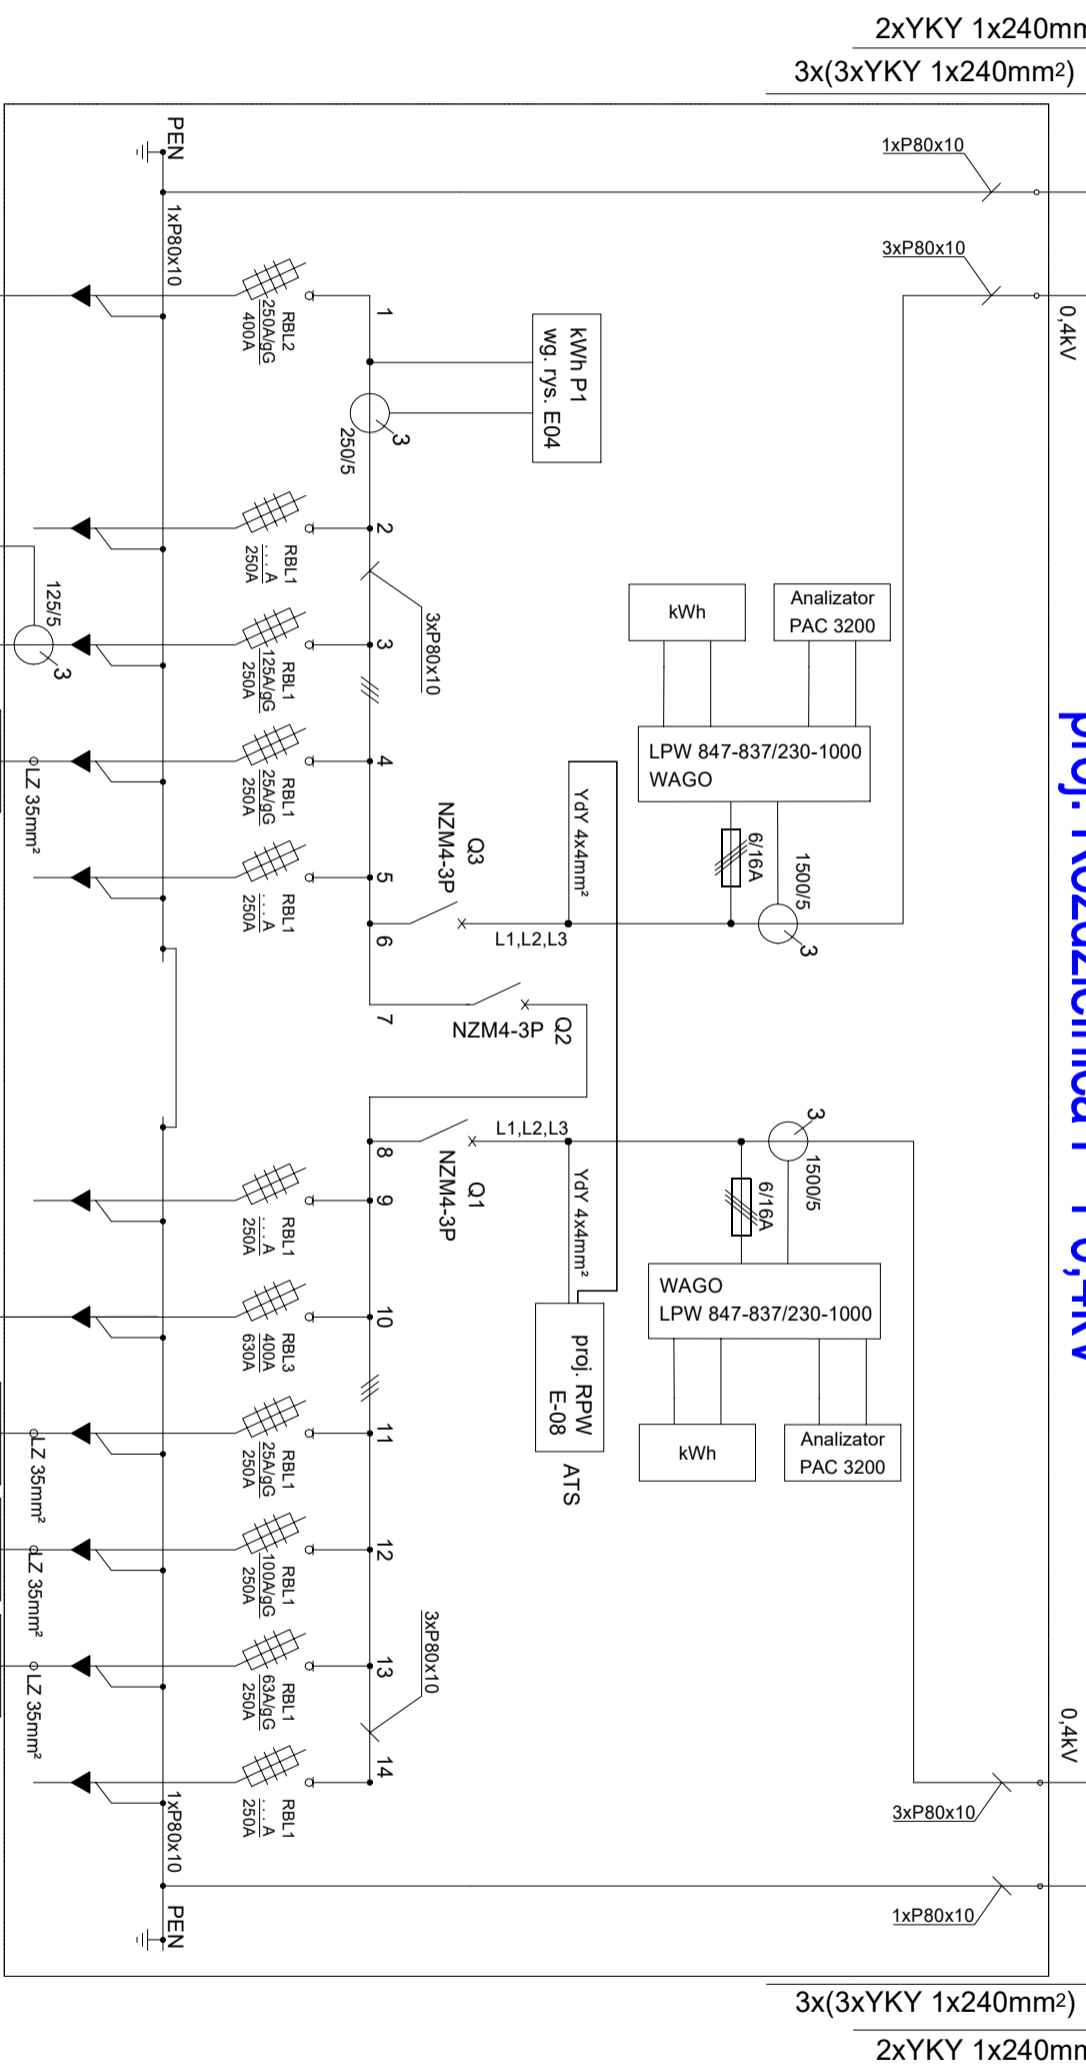 2xYKY 1x240mm
3x(3xYKY 1x240mm²)
PEN
1xP80x10
1xP80x10
3xP80x10
0,4kV
RBL2
250A/gG
400A
1
kWh P1
wg. rys. E04
3
250/5
RBL1
....A
250A
2
3xP80x10
125/5
3
RBL1
125A/gG
250A
3
LZ 35mm²
RBL1
25A/gG
250A
4
RBL1
....A
250A
5
kWh
Analizator
PAC 3200
LPW 847-837/230-1000
WAGO
6/16A
1500/5
3
YdY 4x4mm²
Q3
NZM4-3P
6
L1,L2,L3
7
NZM4-3P
Q2
8
L1,L2,L3
Q1
NZM4-3P
YdY 4x4mm²
3
1500/5
6/16A
WAGO
LPW 847-837/230-1000
kWh
Analizator
PAC 3200
proj. RPW
E-08
ATS
RBL1
....A
250A
9
RBL3
400A
630A
10
LZ 35mm²
RBL1
25A/gG
250A
11
LZ 35mm²
RBL1
100A/gG
250A
12
LZ 35mm²
RBL1
63A/gG
250A
13
3xP80x10
RBL1
....A
250A
14
1xP80x10
PEN
0,4kV
3xP80x10
1xP80x10
3x(3xYKY 1x240mm²)
2xYKY 1x240mm